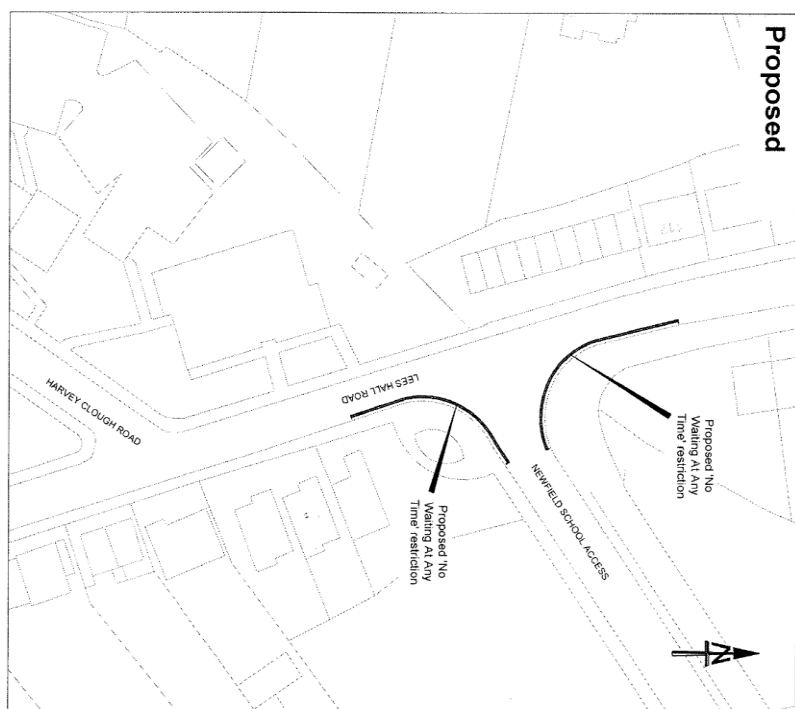 Proposed
LEES HALL ROAD
HARVEY CLOUGH ROAD
Proposed 'No
Waiting At Any
Time' restriction
NEWFIELD SCHOOL ACCESS
Proposed 'No
Waiting At Any
Time' restriction
N